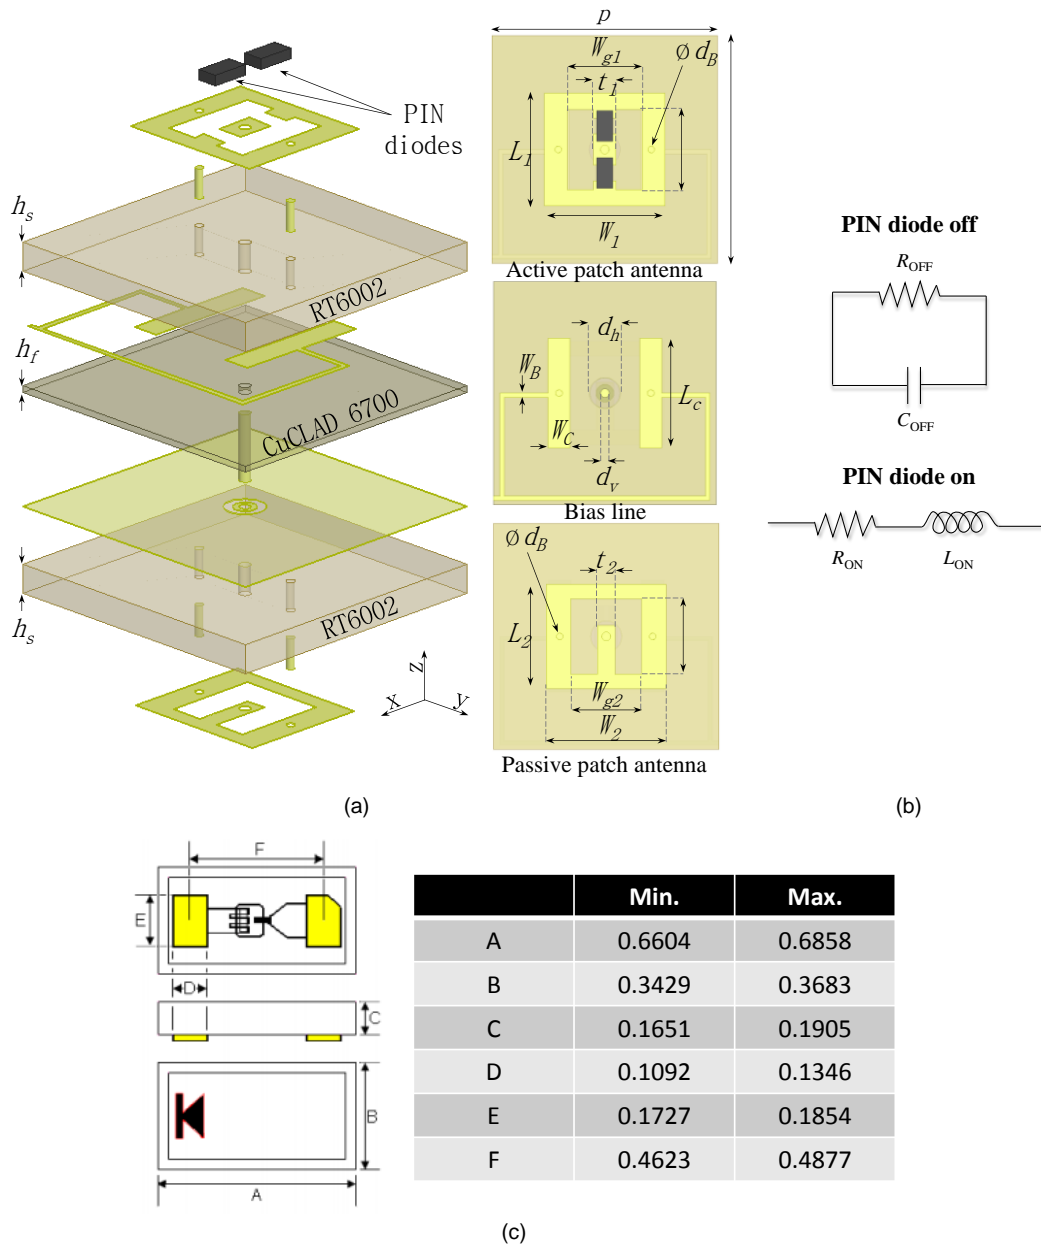 PIN
diodes
h_s
RT6002
h_f
CuCLAD 6700
h_s
RT6002
z
x
y
p
W_g1
Ø d_B
t_1
L_1
W_1
Active patch antenna
d_h
W_B
L_c
W_C
d_v
Bias line
Ø d_B
t_2
L_2
W_g2
W_2
Passive patch antenna
(a)
PIN diode off
R_OFF
C_OFF
PIN diode on
R_ON
L_ON
(b)
F
E
D
C
B
A
Min. Max.
A 0.6604 0.6858
B 0.3429 0.3683
C 0.1651 0.1905
D 0.1092 0.1346
E 0.1727 0.1854
F 0.4623 0.4877
(c)